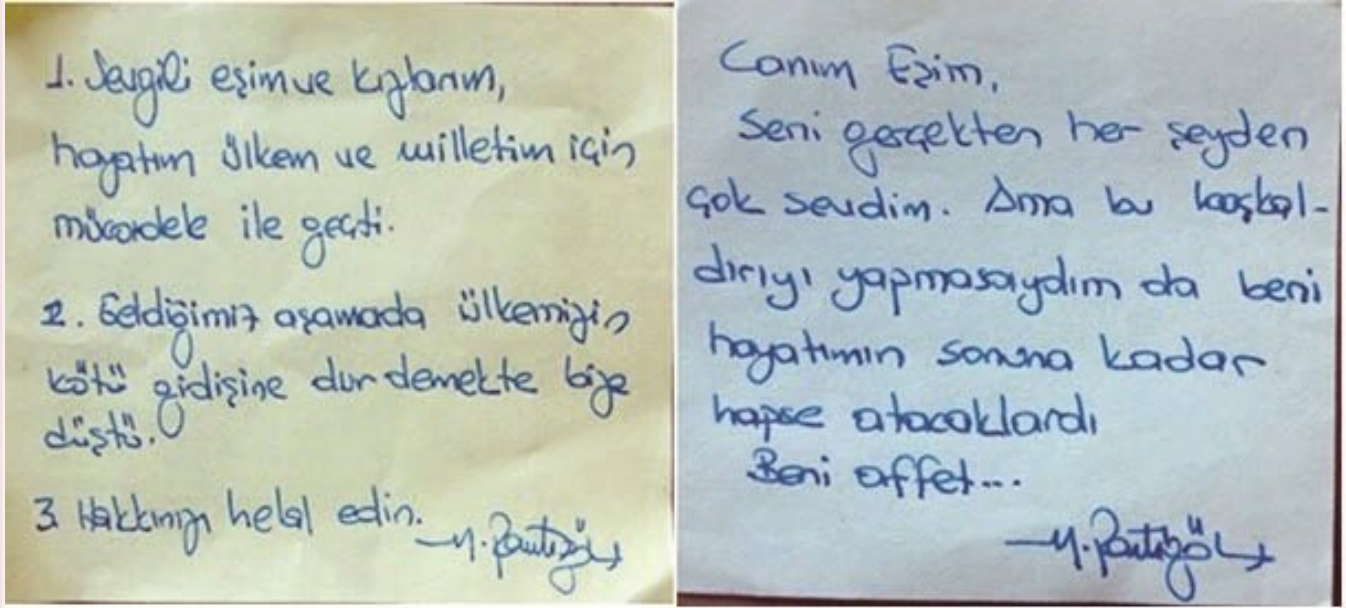 1. Sevgili eşim ve kızlarım,
hayatım ülkem ve milletim için
mücadele ile geçti.
2. Geldiğimiz aşamada ülkemizin
kötü gidişine dur demekte bize
düştü.
3. Hakkınızı helal edin.
Canım Eşim,
Seni gerçekten her şeyden
çok sevdim. Ama bu başkal-
dırıyı yapmasaydım da beni
hayatımın sonuna kadar
hapse atacaklardı
Beni affet...